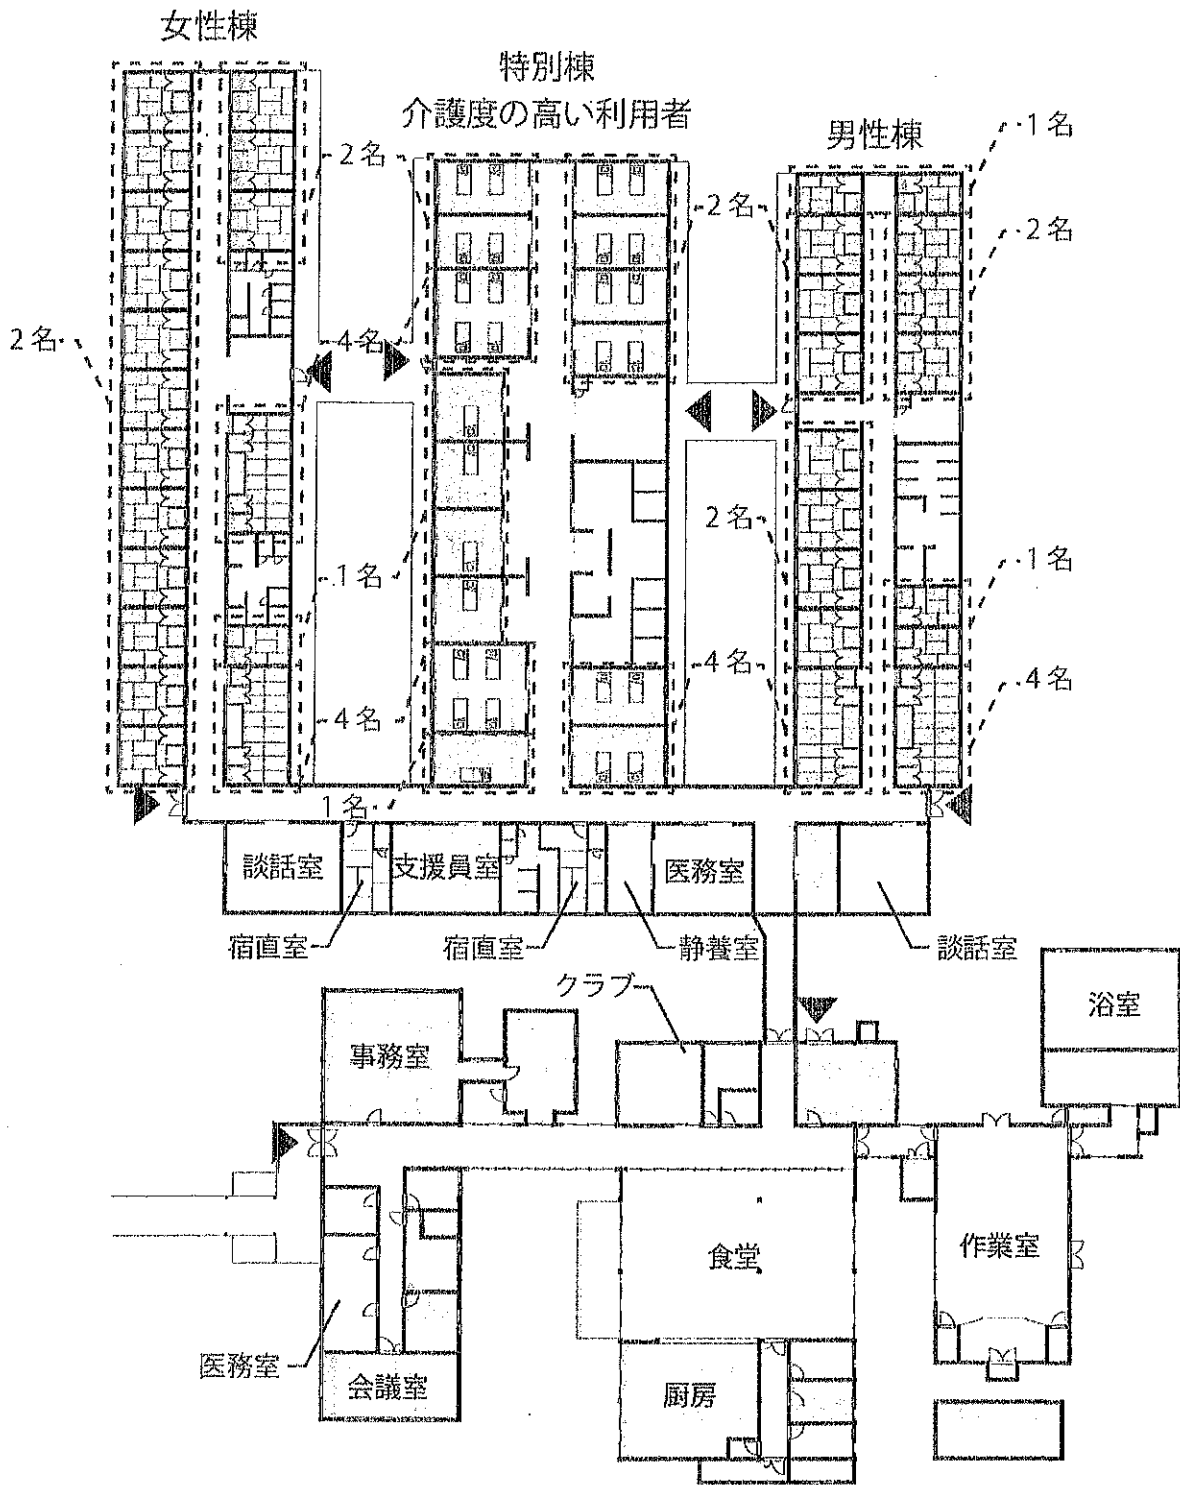 女性棟
特別棟
介護度の高い利用者
男性棟
1名
2名
2名
2名
2名
4名
1名
2名
1名
4名
4名
4名
1名
談話室
支援員室
医務室
宿直室
宿直室
静養室
談話室
クラブ
浴室
事務室
食堂
作業室
医務室
会議室
厨房